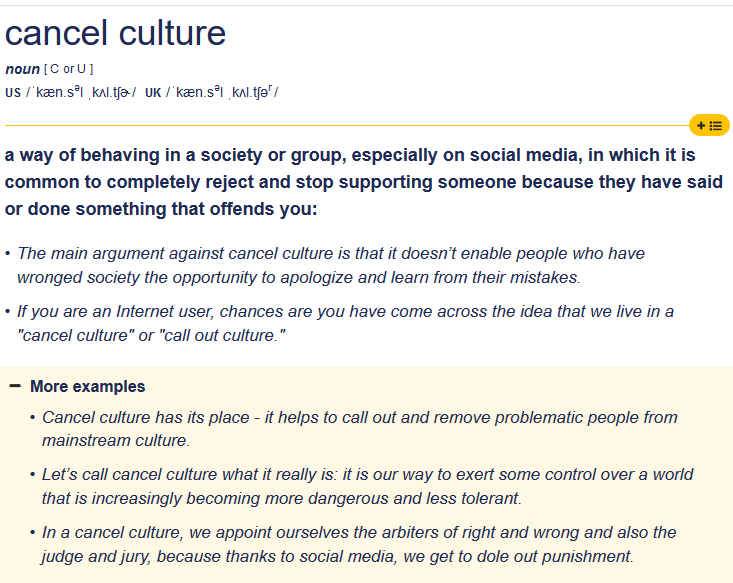 cancel culture
noun [ C or U ]
US /ˈkæn.sᵊl ˌkʌl.tʃɚ/ UK /ˈkæn.sᵊl ˌkʌl.tʃəʳ/
a way of behaving in a society or group, especially on social media, in which it is
common to completely reject and stop supporting someone because they have said
or done something that offends you:
• The main argument against cancel culture is that it doesn’t enable people who have
wronged society the opportunity to apologize and learn from their mistakes.
• If you are an Internet user, chances are you have come across the idea that we live in a
"cancel culture" or "call out culture."
– More examples
• Cancel culture has its place - it helps to call out and remove problematic people from
mainstream culture.
• Let’s call cancel culture what it really is: it is our way to exert some control over a world
that is increasingly becoming more dangerous and less tolerant.
• In a cancel culture, we appoint ourselves the arbiters of right and wrong and also the
judge and jury, because thanks to social media, we get to dole out punishment.